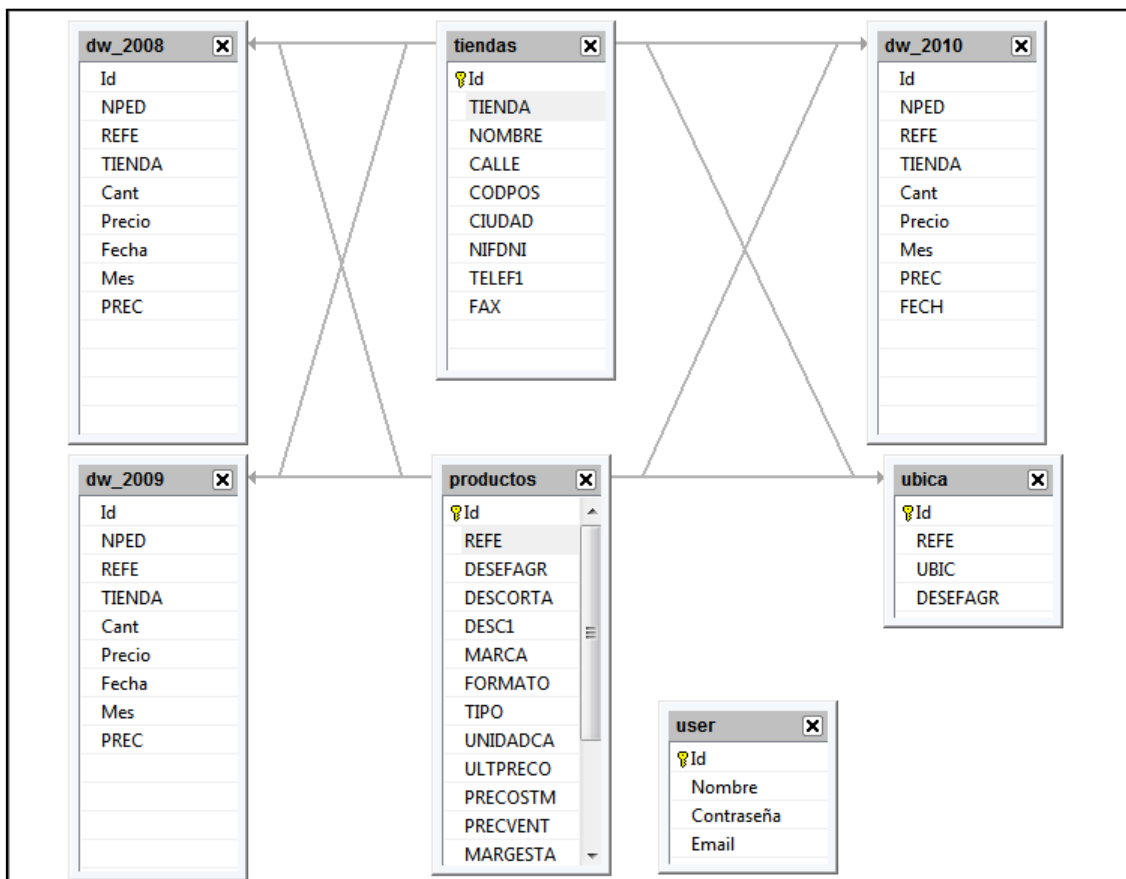 dw_2008
Id
NPED
REFE
TIENDA
Cant
Precio
Fecha
Mes
PREC
tiendas
Id
TIENDA
NOMBRE
CALLE
CODPOS
CIUDAD
NIFDNI
TELEF1
FAX
dw_2010
Id
NPED
REFE
TIENDA
Cant
Precio
Mes
PREC
FECH
dw_2009
Id
NPED
REFE
TIENDA
Cant
Precio
Fecha
Mes
PREC
productos
Id
REFE
DESEFAGR
DESCORTA
DESC1
MARCA
FORMATO
TIPO
UNIDADCA
ULTPRECO
PRECOSTM
PRECVENT
MARGESTA
ubica
Id
REFE
UBIC
DESEFAGR
user
Id
Nombre
Contraseña
Email